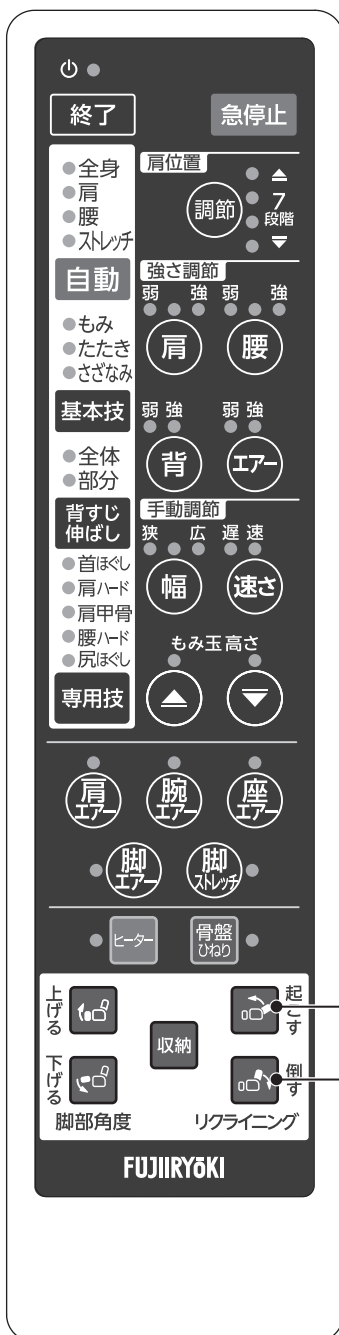 終了
急停止
全身
肩
腰
ストレッチ
自動
もみ
たたき
さざなみ
基本技
全体
部分
背すじ
伸ばし
首ほぐし
肩ハード
肩甲骨
腰ハード
尻ほぐし
専用技
肩位置
調節
7
段階
強さ調節
弱 強 弱 強
肩 腰
弱 強 弱 強
背 エアー
手動調節
狭 広 遅 速
幅 速さ
もみ玉高さ
肩
エアー
腕
エアー
座
エアー
脚
エアー
脚
ストレッチ
ヒーター
骨盤
ひねり
上げる
下げる
脚部角度
収納
起こす
倒す
リクライニング
FUJIIRYōKI